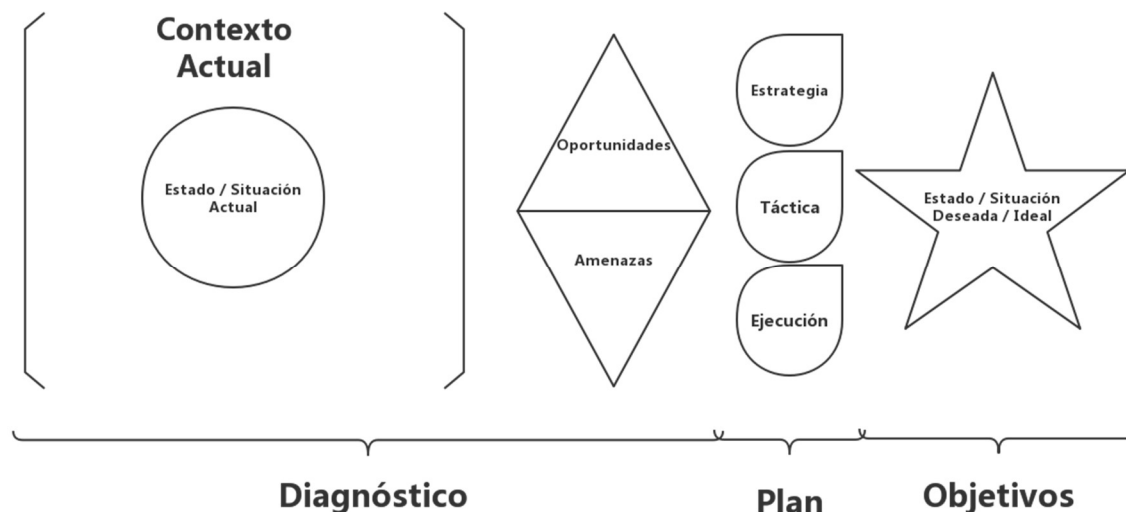 Contexto
Actual
Estado / Situación
Actual
Oportunidades
Amenazas
Estrategia
Táctica
Ejecución
Estado / Situación
Deseada / Ideal
Diagnóstico
Plan
Objetivos